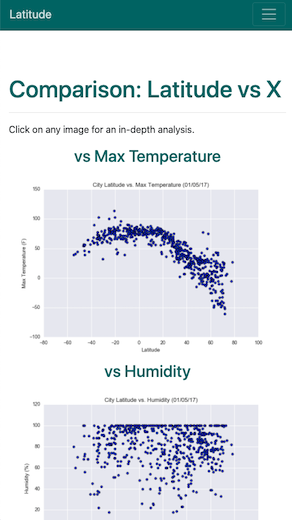 Latitude
Comparison: Latitude vs X
Click on any image for an in-depth analysis.
vs Max Temperature
City Latitude vs. Max Temperature (01/05/17)
Max Temperature (F)
150
100
50
0
−50
−100
−80 −60 −40 −20 0 20 40 60 80 100
Latitude
vs Humidity
City Latitude vs. Humidity (01/05/17)
Humidity (%)
120
100
80
60
40
20